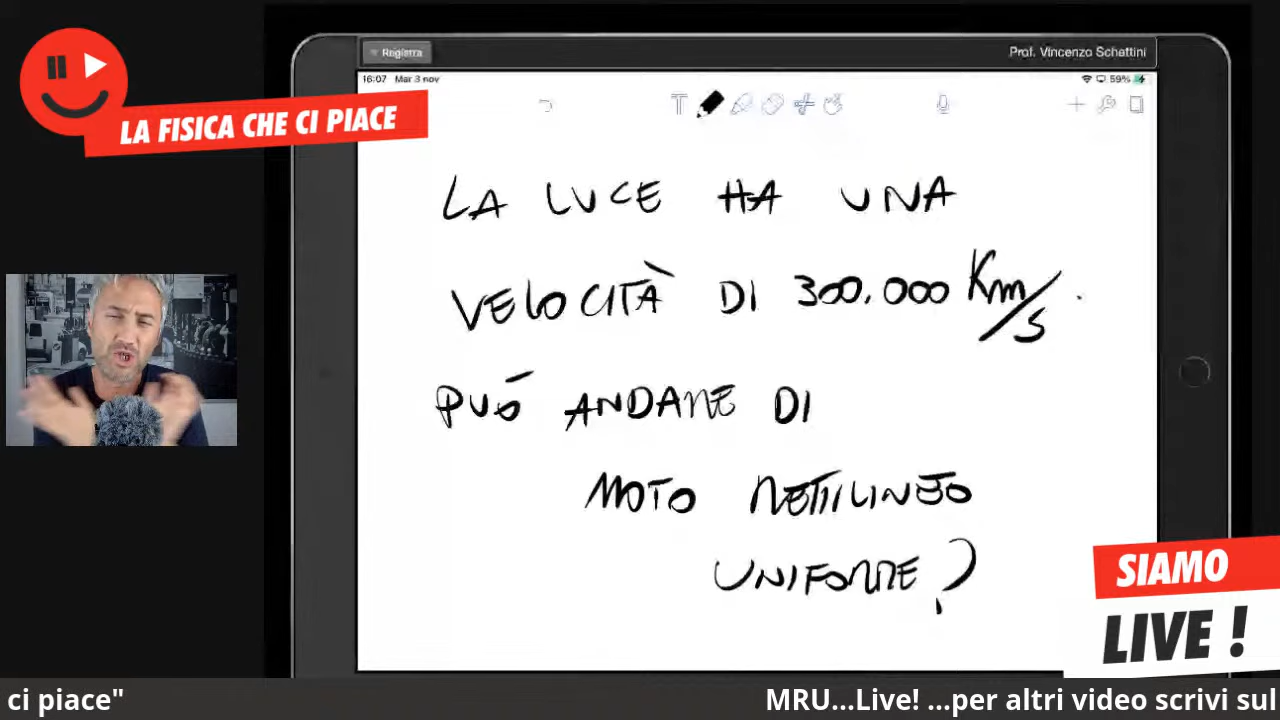 Registra
Prof. Vincenzo Schettini
16:07 Mar 3 nov
59%
LA FISICA CHE CI PIACE
LA LUCE HA UNA
VELOCITÀ DI 300.000 Km/s.
PUÓ ANDARE DI
MOTO RETTILINEO
UNIFORME?
SIAMO
LIVE !
ci piace" MRU...Live! ...per altri video scrivi sul